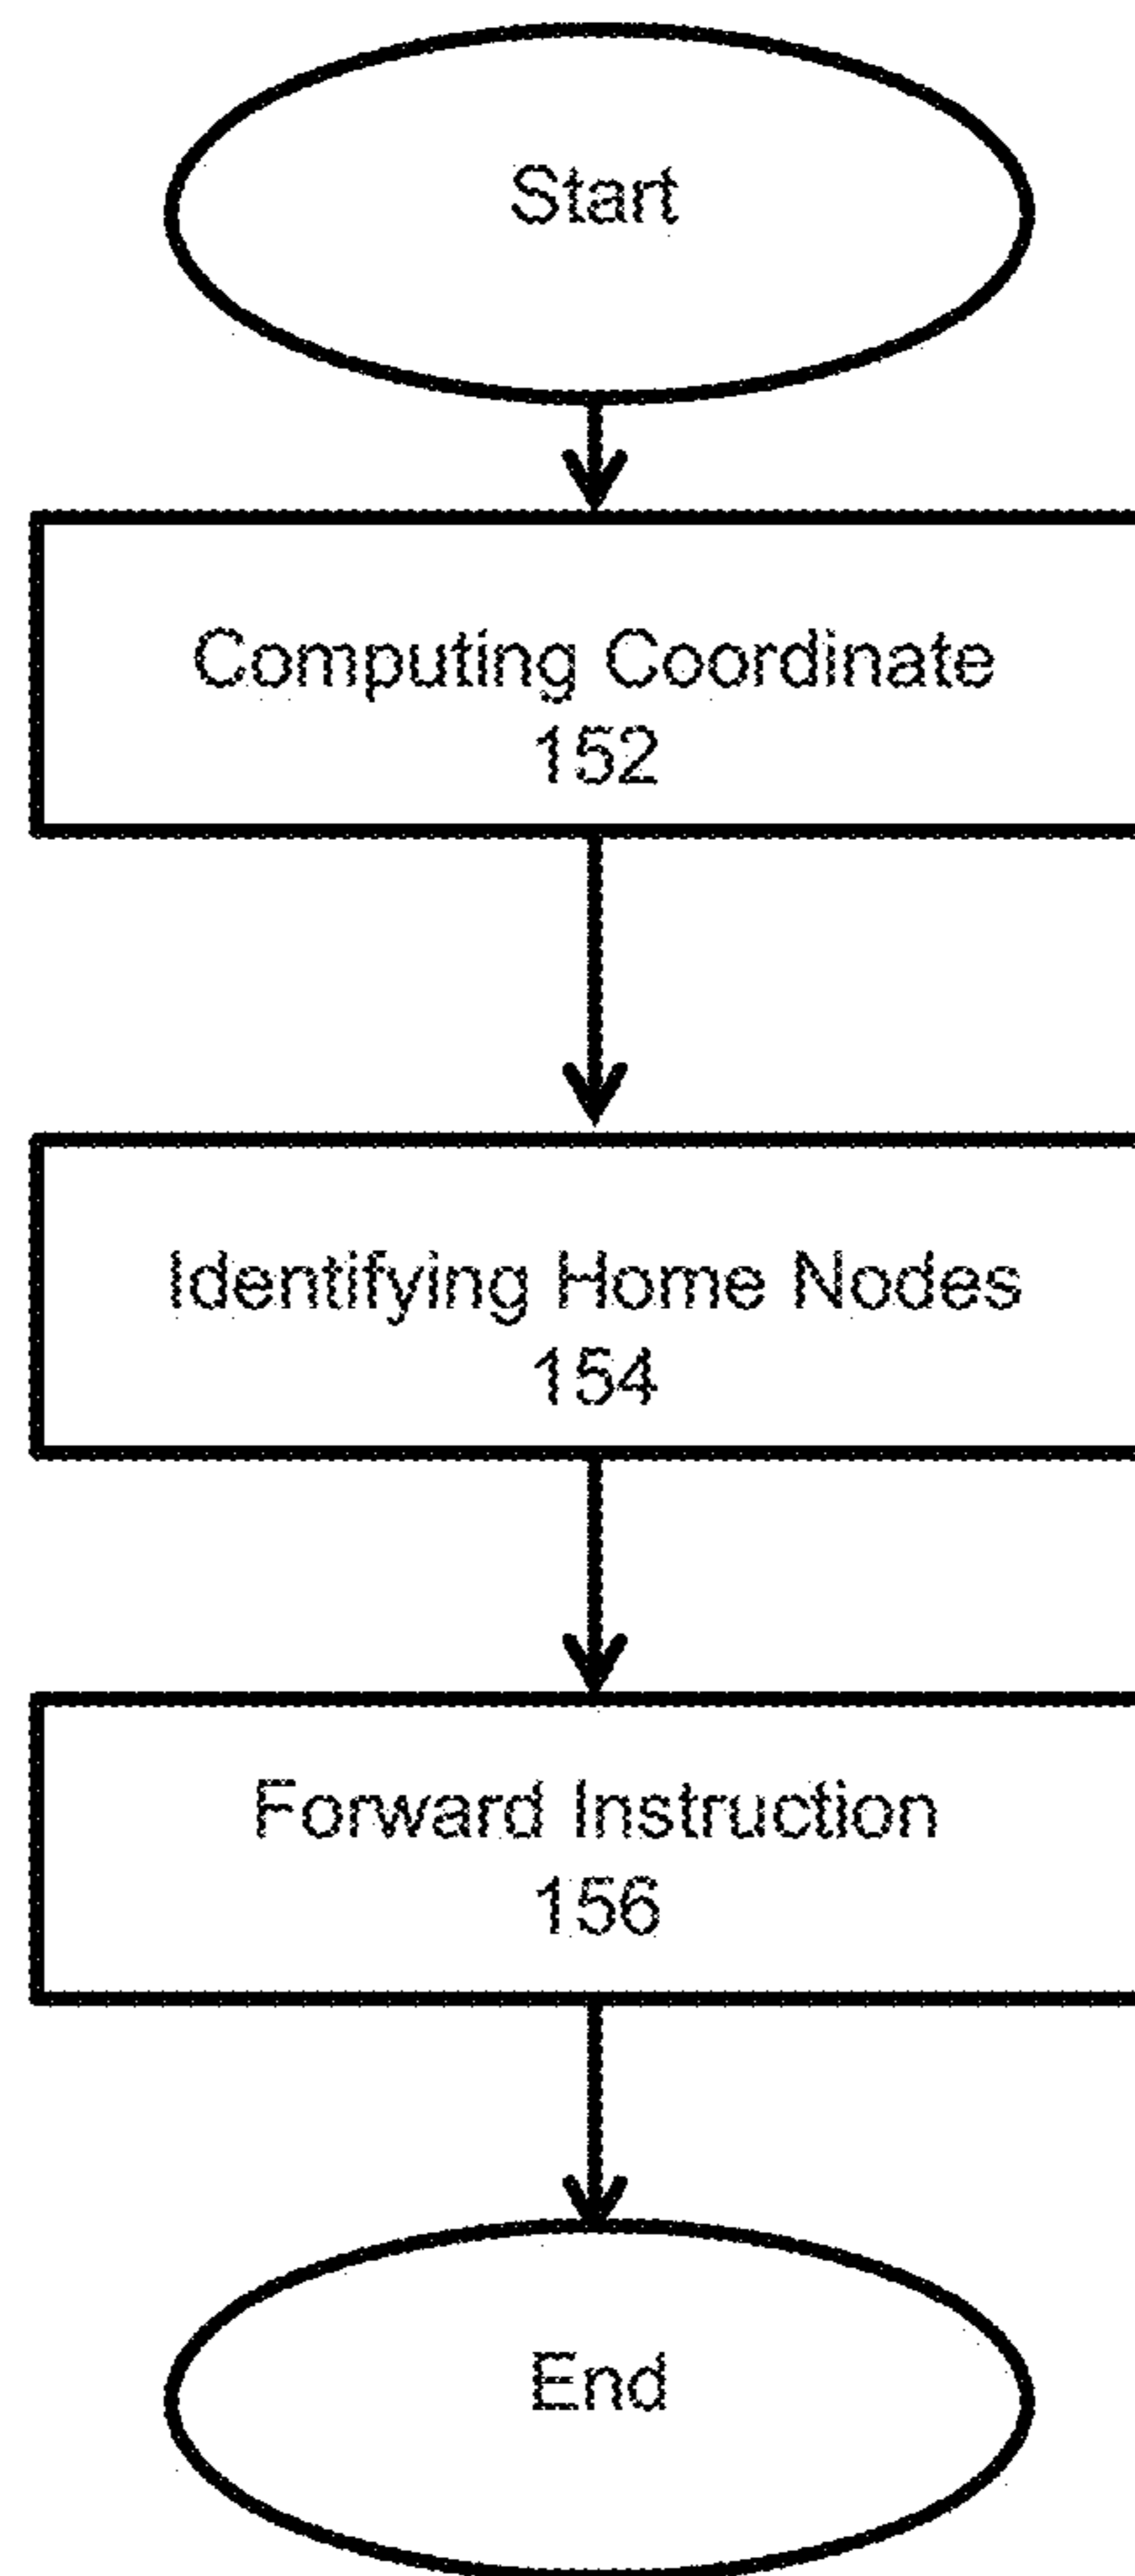 Start
Computing Coordinate
152
Identifying Home Nodes
154
Forward Instruction
156
End